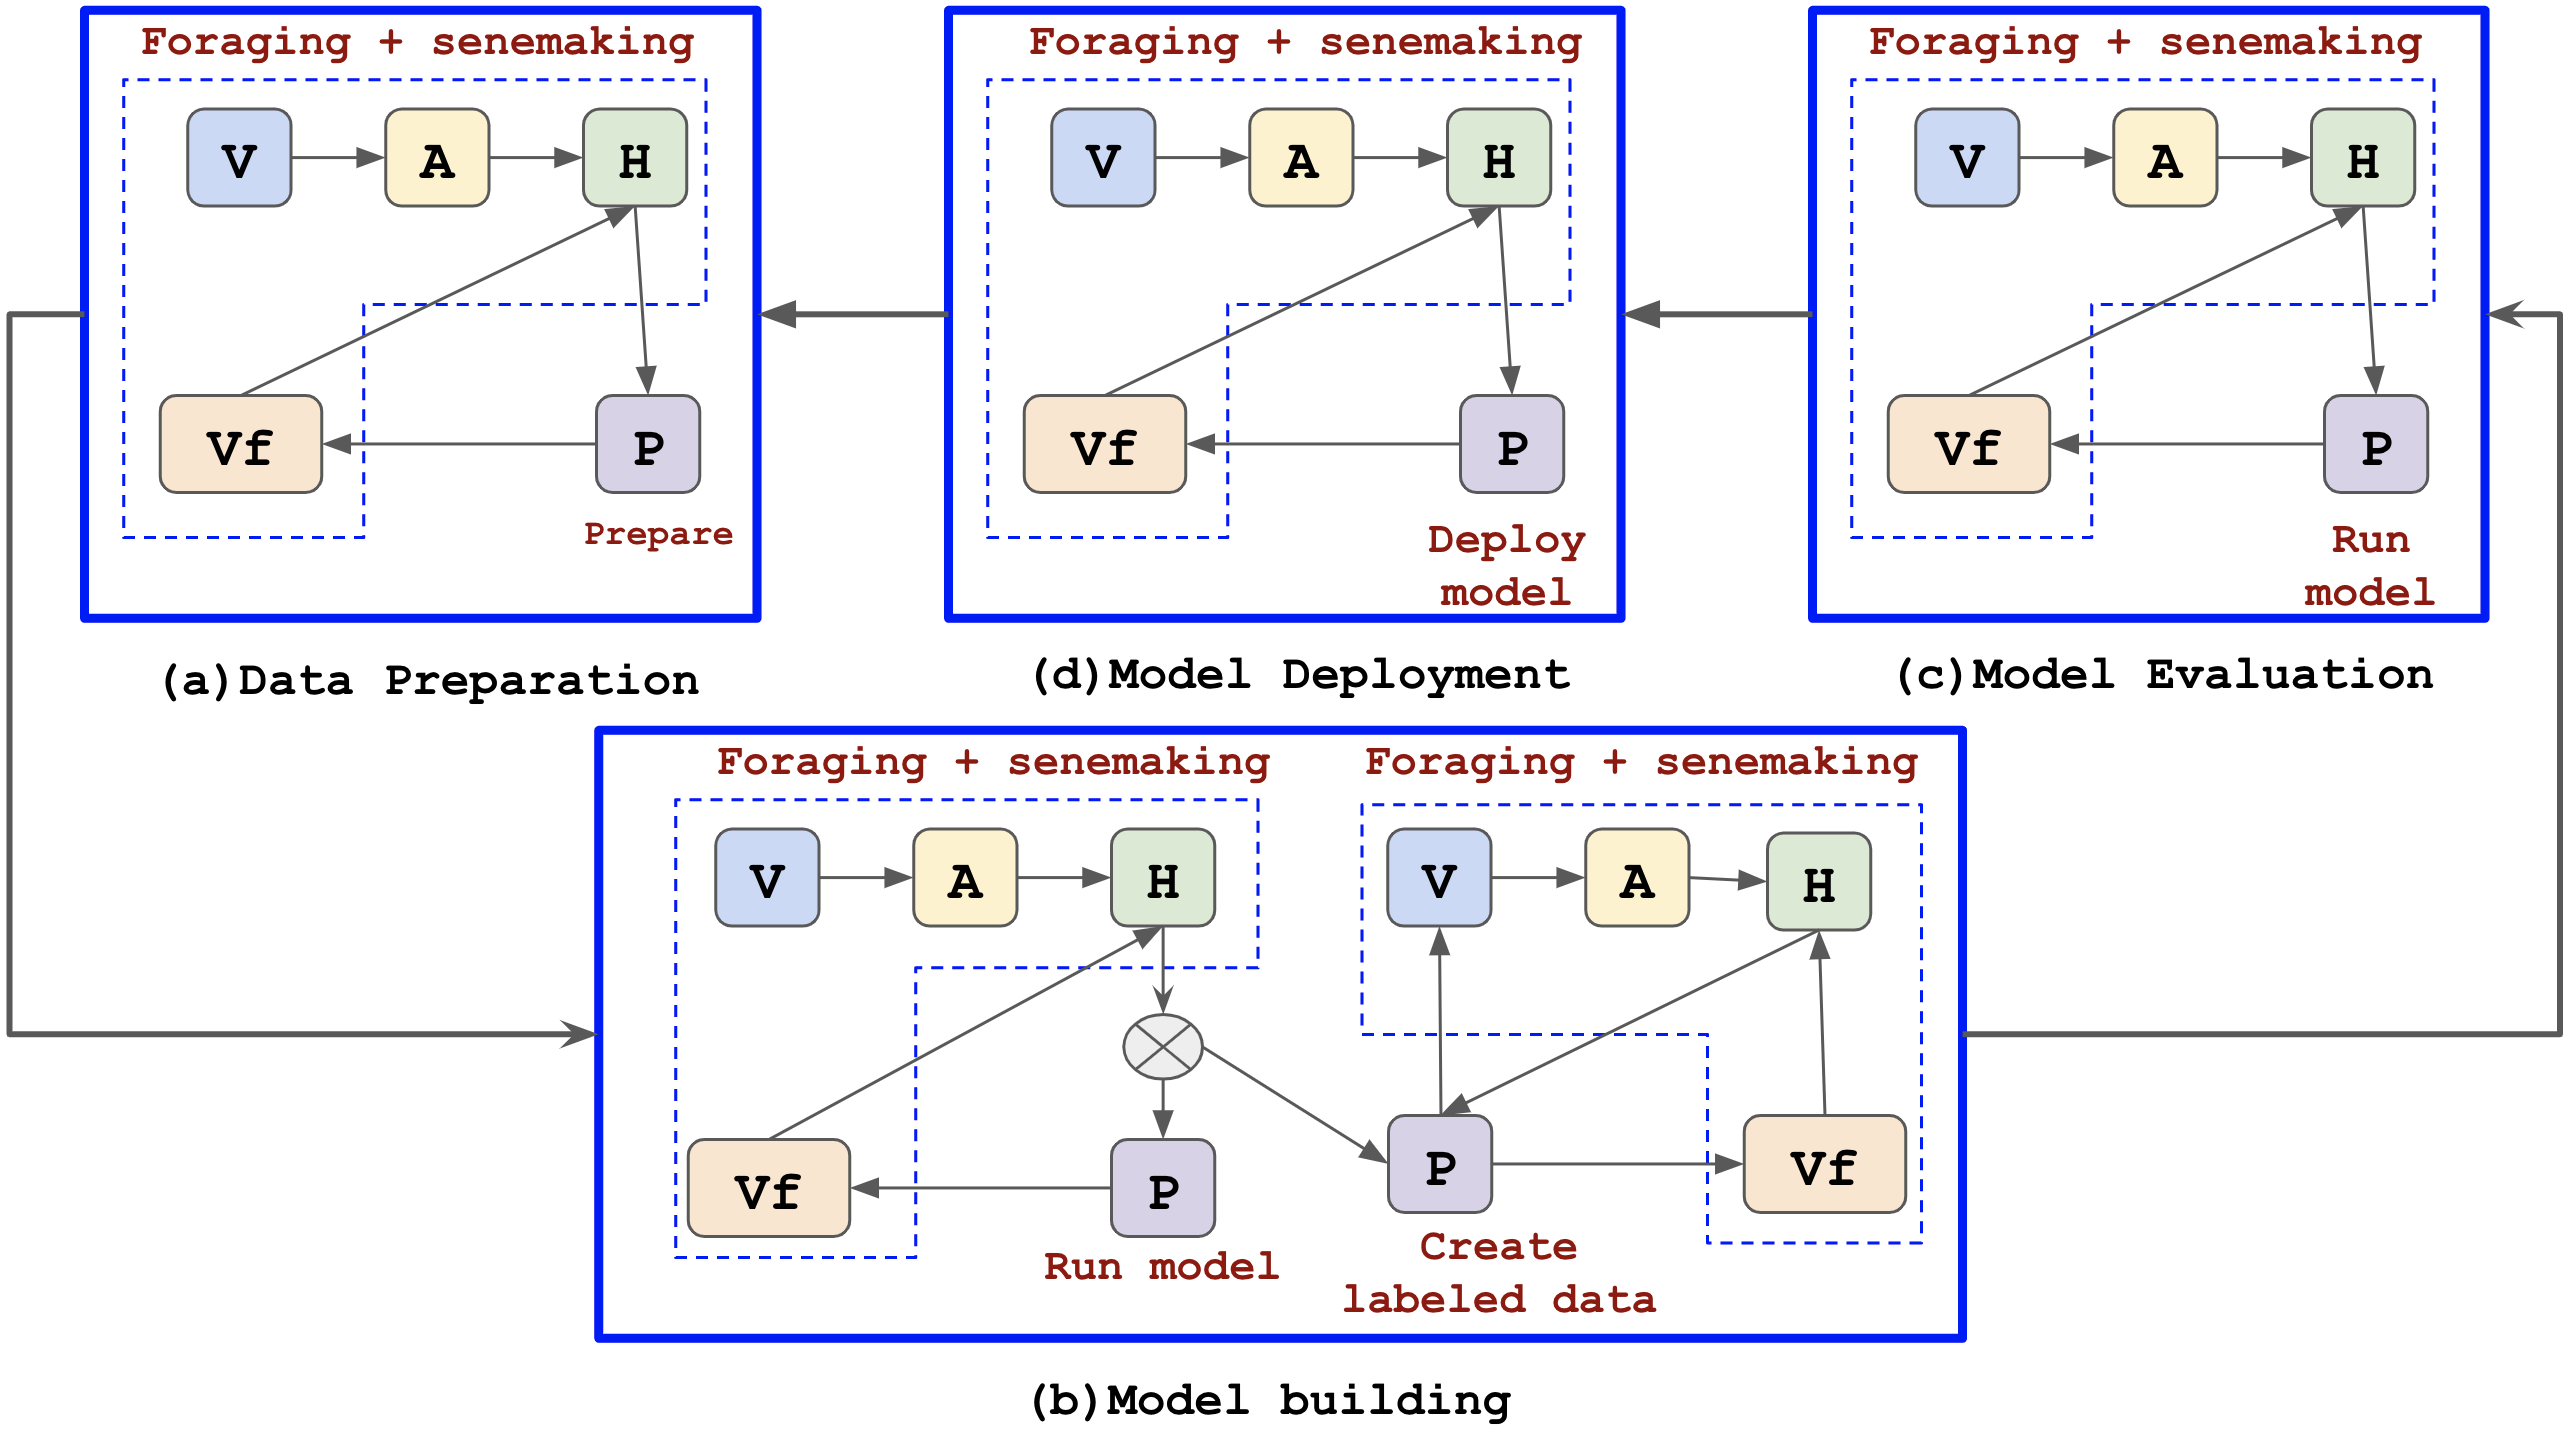 Foraging + senemaking
V
A
H
Vf
P
Prepare
(a)Data Preparation
Foraging + senemaking
V
A
H
Vf
P
Deploy
model
(d)Model Deployment
Foraging + senemaking
V
A
H
Vf
P
Run
model
(c)Model Evaluation
Foraging + senemaking
V
A
H
Vf
P
Run model
Foraging + senemaking
V
A
H
P
Vf
Create
labeled data
(b)Model building